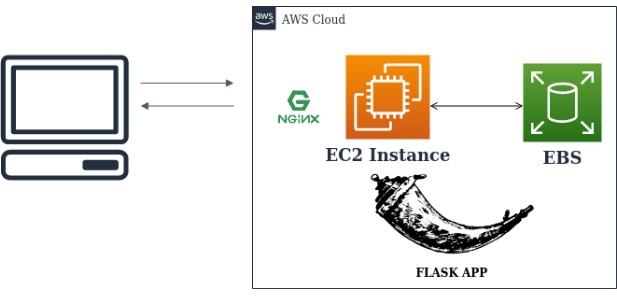 aws
AWS Cloud
NGINX
EC2 Instance
EBS
FLASK APP